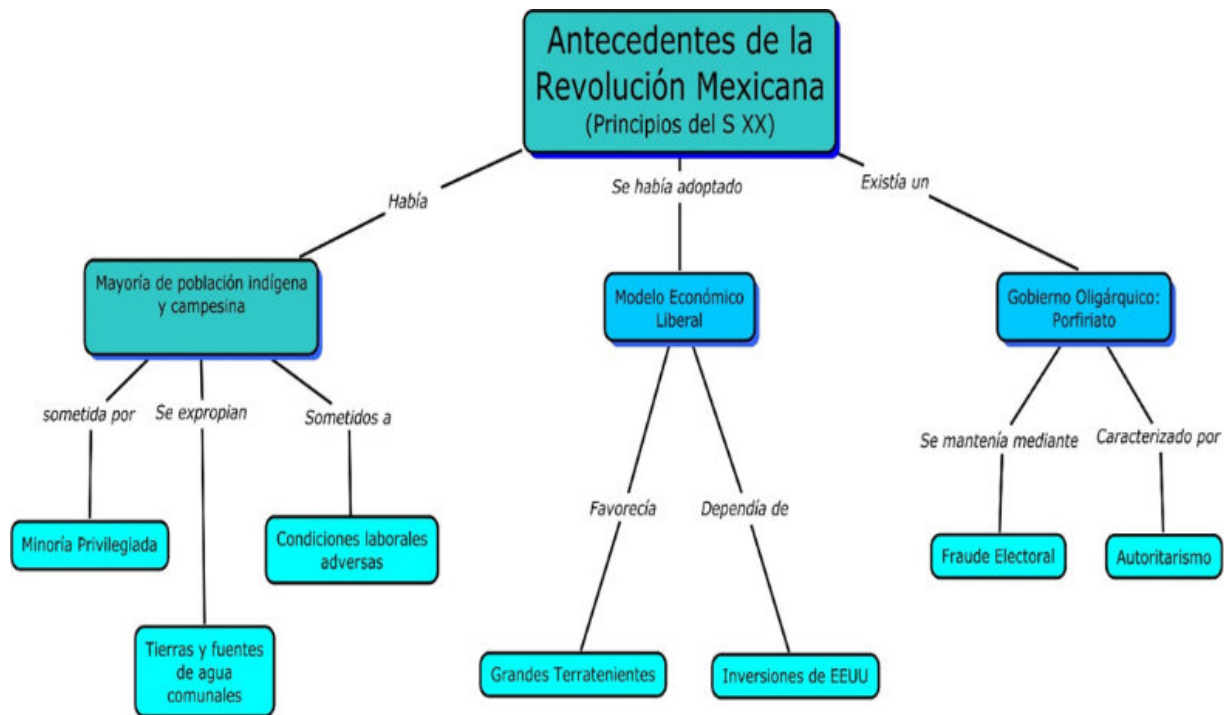 Antecedentes de la
Revolución Mexicana
(Principios del S XX)
Había
Se había adoptado
Existía un
Mayoría de población indígena
y campesina
Modelo Económico
Liberal
Gobierno Oligárquico:
Porfiriato
sometida por
Se expropian
Sometidos a
Favorecía
Dependía de
Se mantenía mediante
Caracterizado por
Minoría Privilegiada
Condiciones laborales
adversas
Fraude Electoral
Autoritarismo
Tierras y fuentes
de agua
comunales
Grandes Terratenientes
Inversiones de EEUU